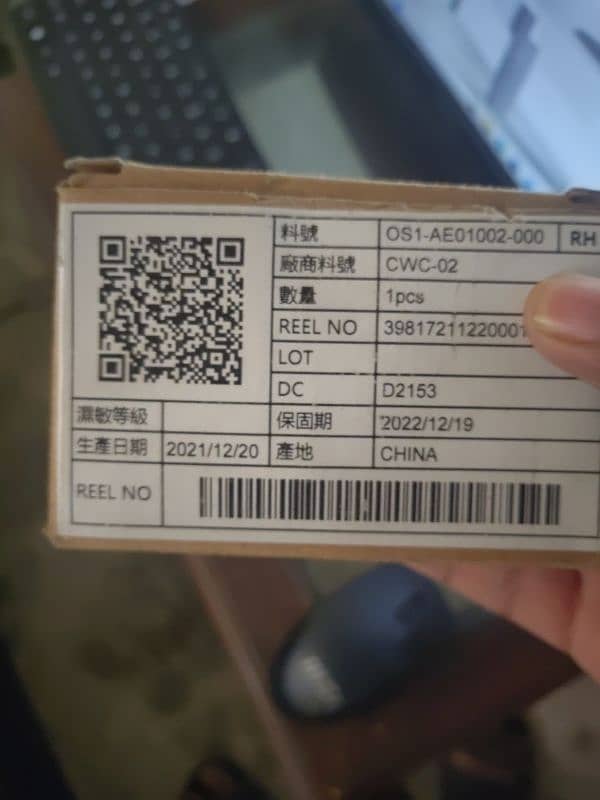 料號 OS1-AE01002-000 RH
廠商料號 CWC-02
數量 1pcs
REEL NO 39817211220001
LOT
DC D2153
濕敏等級 保固期 2022/12/19
生產日期 2021/12/20 產地 CHINA
REEL NO